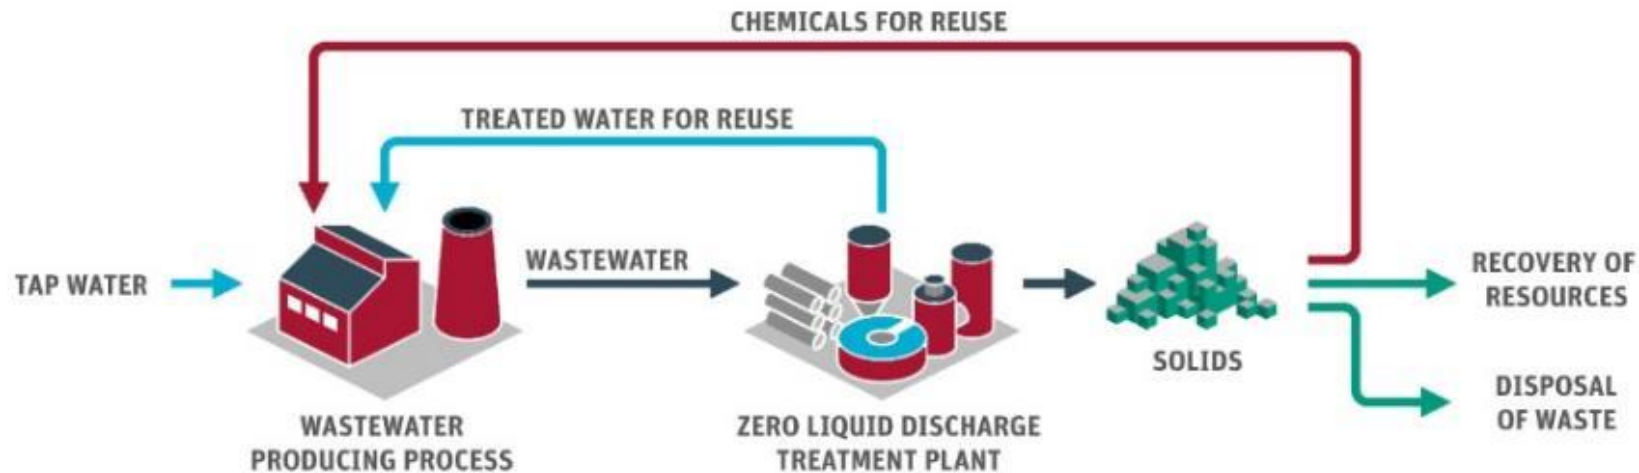 CHEMICALS FOR REUSE
TREATED WATER FOR REUSE
TAP WATER
WASTEWATER
RECOVERY OF
RESOURCES
SOLIDS
DISPOSAL
OF WASTE
WASTEWATER
PRODUCING PROCESS
ZERO LIQUID DISCHARGE
TREATMENT PLANT